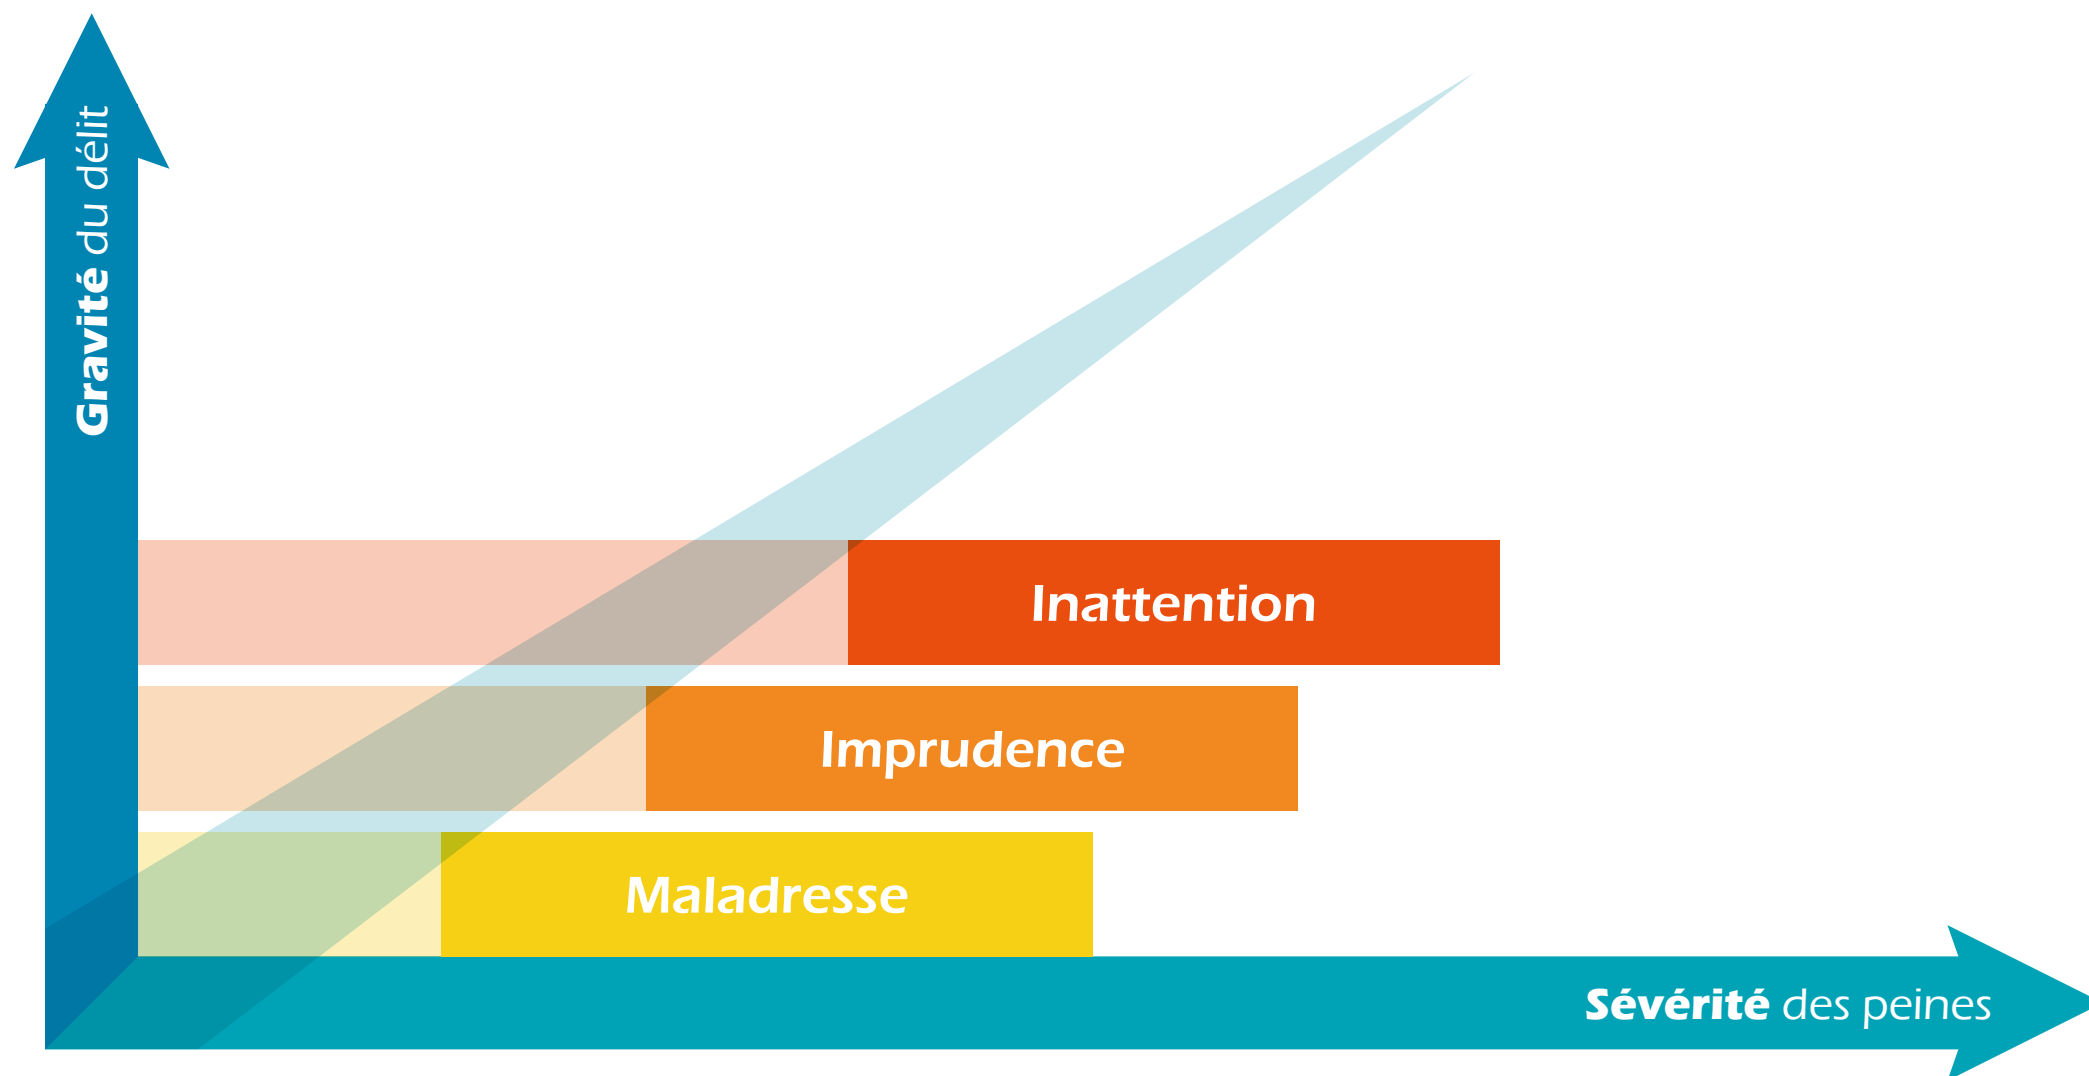 Gravité du délit
Inattention
Imprudence
Maladresse
Sévérité des peines